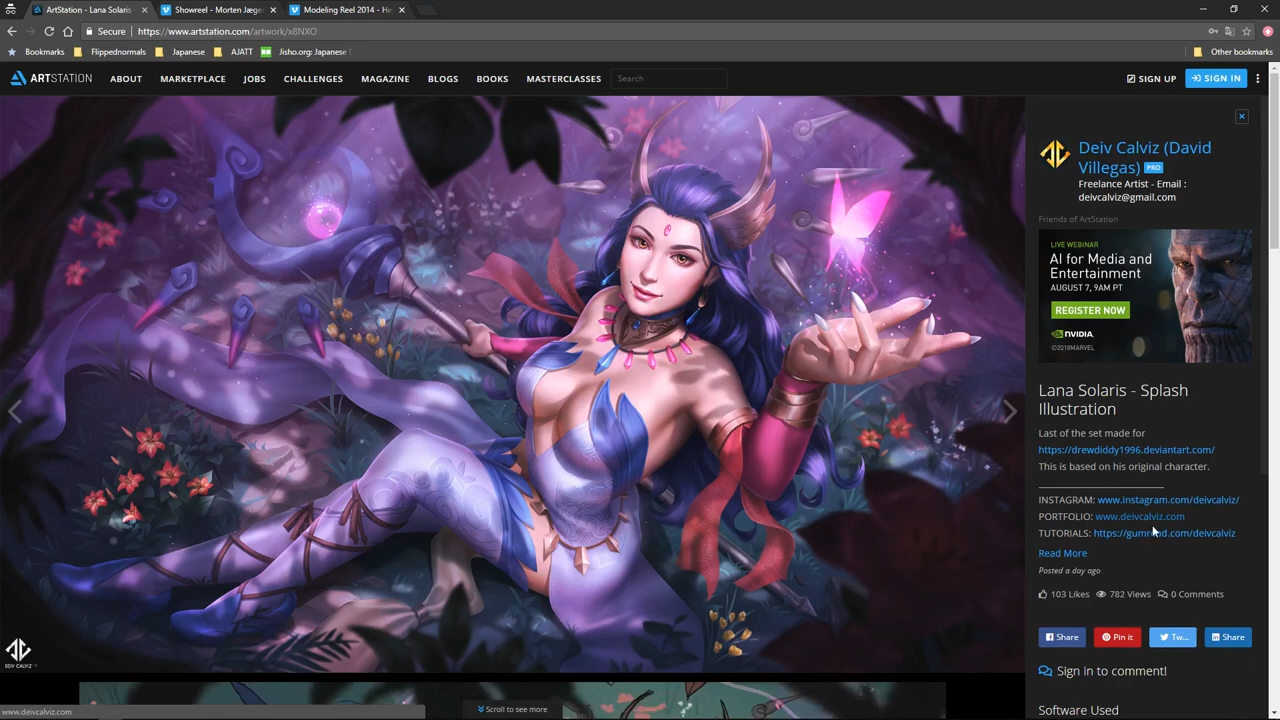 ArtStation - Lana Solaris
Showreel - Morten Jæge
Modeling Reel 2014 - He
Secure
https://www.artstation.com/artwork/x8NXO
Bookmarks
Flippednormals
Japanese
AJATT
Jisho.org: Japanese
Other bookmarks
ARTSTATION
ABOUT
MARKETPLACE
JOBS
CHALLENGES
MAGAZINE
BLOGS
BOOKS
MASTERCLASSES
Search
SIGN UP
SIGN IN
Deiv Calviz (David
Villegas) PRO
Freelance Artist - Email :
deivcalviz@gmail.com
Friends of ArtStation
LIVE WEBINAR
AI for Media and
Entertainment
AUGUST 7, 9AM PT
REGISTER NOW
NVIDIA
©2018MARVEL
Lana Solaris - Splash
Illustration
Last of the set made for
https://drewdiddy1996.deviantart.com/
This is based on his original character.
INSTAGRAM: www.instagram.com/deivcalviz/
PORTFOLIO: www.deivcalviz.com
TUTORIALS: https://gumroad.com/deivcalviz
Read More
Posted a day ago
103 Likes
782 Views
0 Comments
Share
Pin it
Tw...
Share
Sign in to comment!
Software Used
DEIV CALVIZ
Scroll to see more
www.deivcalviz.com